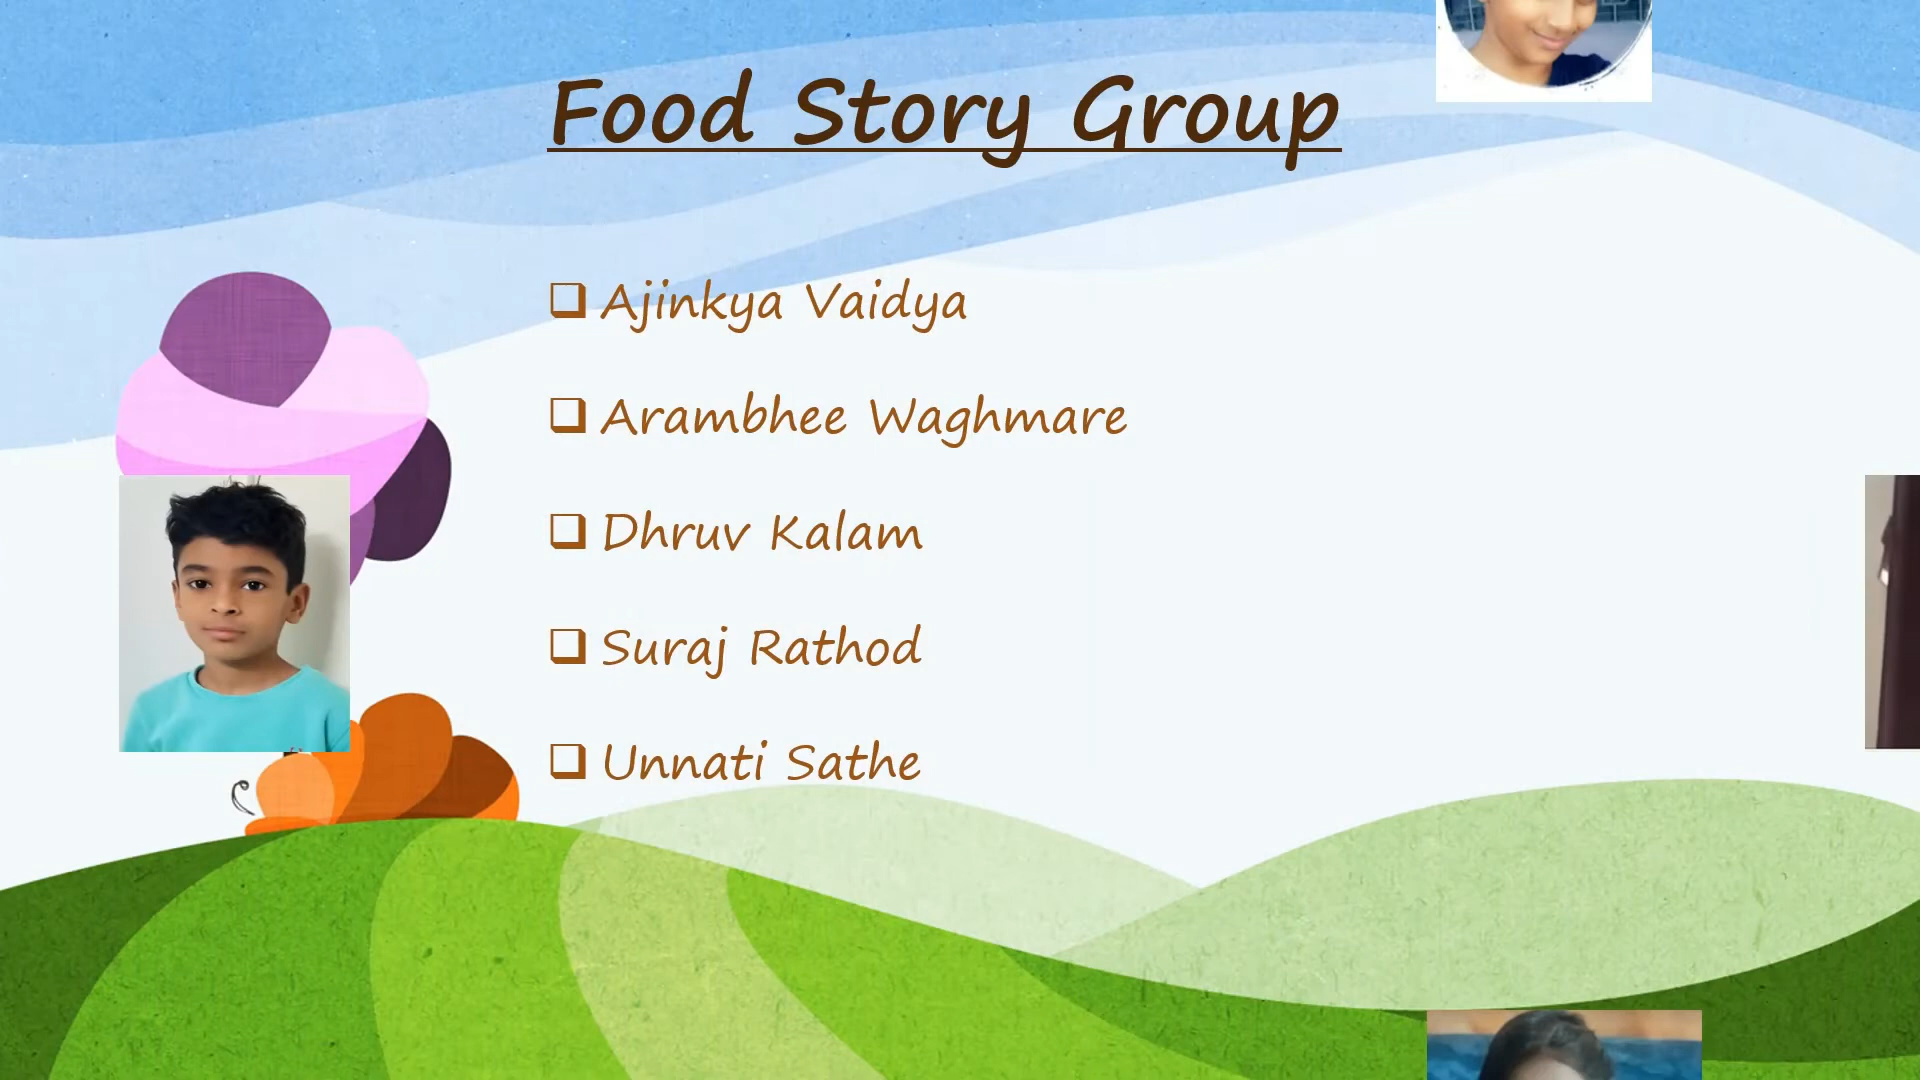 Food Story Group
❑ Ajinkya Vaidya
❑ Arambhee Waghmare
❑ Dhruv Kalam
❑ Suraj Rathod
❑ Unnati Sathe